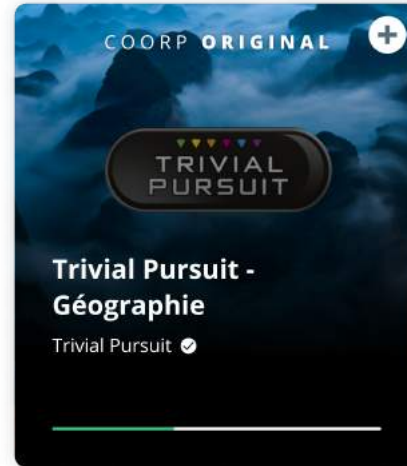 COORP ORIGINAL
TRIVIAL
PURSUIT
Trivial Pursuit -
Géographie
Trivial Pursuit